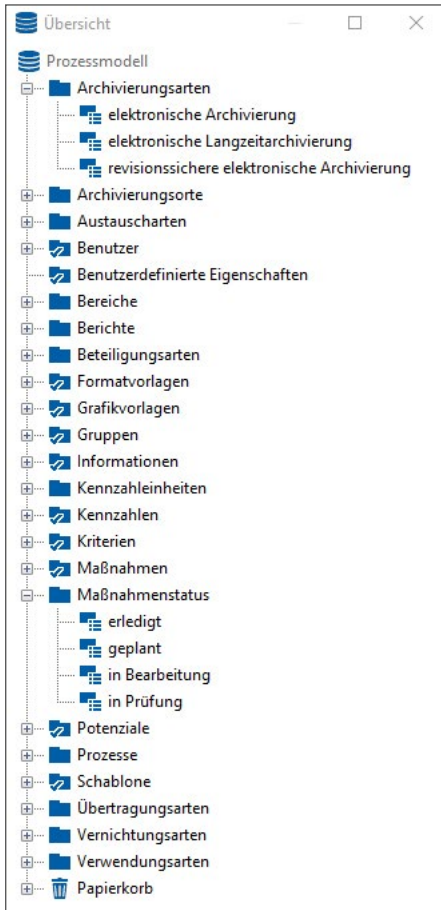 Übersicht
Prozessmodell
Archivierungsarten
elektronische Archivierung
elektronische Langzeitarchivierung
revisionssichere elektronische Archivierung
Archivierungsorte
Austauscharten
Benutzer
Benutzerdefinierte Eigenschaften
Bereiche
Berichte
Beteiligungsarten
Formatvorlagen
Grafikvorlagen
Gruppen
Informationen
Kennzahleinheiten
Kennzahlen
Kriterien
Maßnahmen
Maßnahmenstatus
erledigt
geplant
in Bearbeitung
in Prüfung
Potenziale
Prozesse
Schablone
Übertragungsarten
Vernichtungsarten
Verwendungsarten
Papierkorb